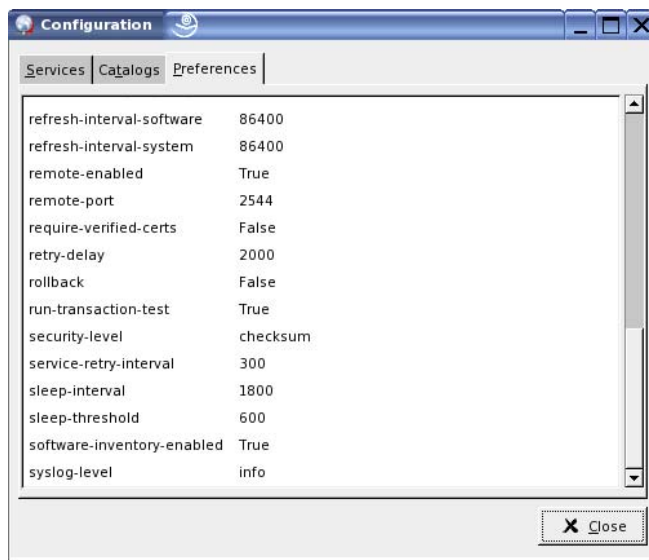 Configuration
Services Catalogs Preferences
refresh-interval-software 86400
refresh-interval-system 86400
remote-enabled True
remote-port 2544
require-verified-certs False
retry-delay 2000
rollback False
run-transaction-test True
security-level checksum
service-retry-interval 300
sleep-interval 1800
sleep-threshold 600
software-inventory-enabled True
syslog-level info
Close